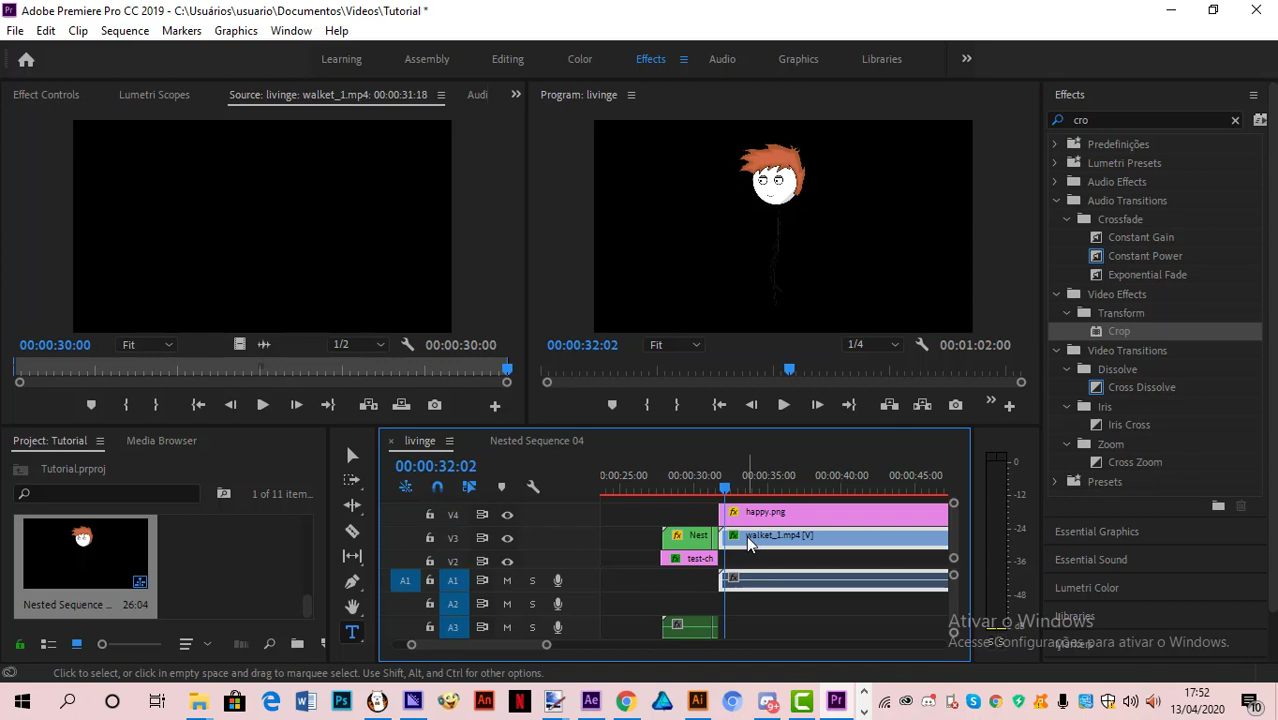 Adobe Premiere Pro CC 2019 - C:\Usuários\usuario\Documentos\Videos\Tutorial *
File Edit Clip Sequence Markers Graphics Window Help
Learning Assembly Editing Color Effects Audio Graphics Libraries
Effect Controls Lumetri Scopes Source: livinge: walket_1.mp4: 00:00:31:18 Audi
Program: livinge
Effects
cro
Predefinições
Lumetri Presets
Audio Effects
Audio Transitions
Crossfade
Constant Gain
Constant Power
Exponential Fade
Video Effects
Transform
Crop
Video Transitions
Dissolve
Cross Dissolve
Iris
Iris Cross
Zoom
Cross Zoom
Presets
00:00:30:00 Fit 1/2 00:00:30:00
00:00:32:02 Fit 1/4 00:01:02:00
Project: Tutorial Media Browser
Tutorial.prproj
1 of 11 item...
Nested Sequence 26:04
livinge Nested Sequence 04
00:00:32:02
0:00:25:00 00:00:30:00 00:00:35:00 00:00:40:00 00:00:45:00
V4 happy.png
V3 Nest walket_1.mp4 [V]
V2 test-ch
A1 A1 M S
A2 M S
A3 M S
0
-12
-24
-36
-48
S S
Essential Graphics
Essential Sound
Lumetri Color
Libraries
Ativar o Windows
Acesse Configurações para ativar o Windows.
Click to select, or click in empty space and drag to marquee select. Use Shift, Alt, and Ctrl for other options.
7:52
13/04/2020